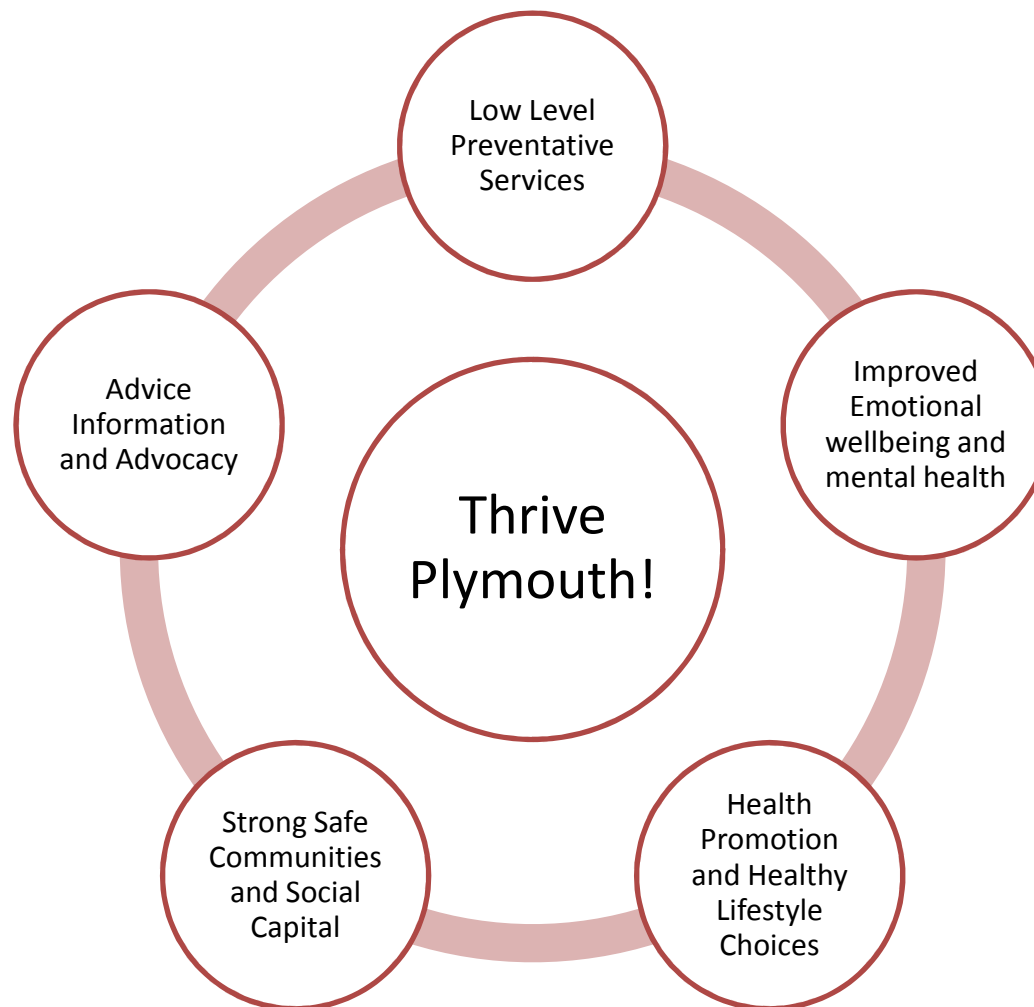 Low Level
Preventative
Services
Improved
Emotional
wellbeing and
mental health
Health
Promotion
and Healthy
Lifestyle
Choices
Strong Safe
Communities
and Social
Capital
Advice
Information
and Advocacy
Thrive
Plymouth!